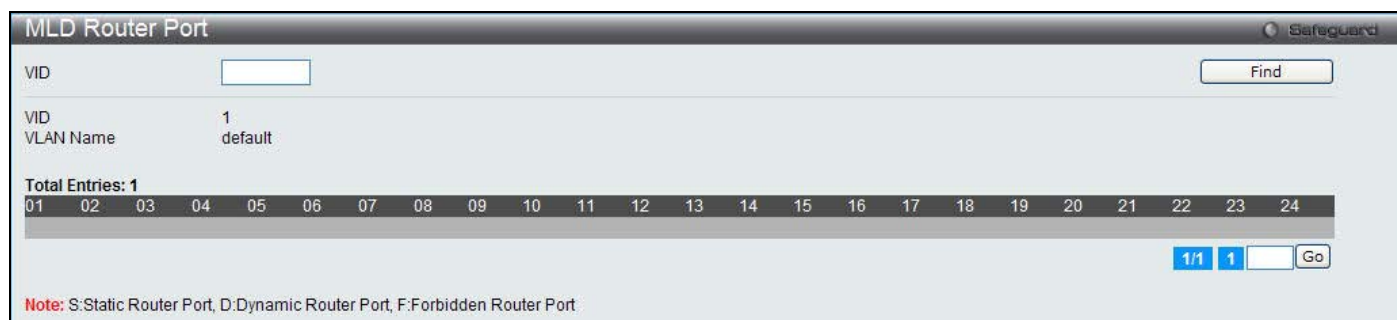 MLD Router Port Safeguard
VID Find
VID 1
VLAN Name default
Total Entries: 1
01 02 03 04 05 06 07 08 09 10 11 12 13 14 15 16 17 18 19 20 21 22 23 24
1/1 1 Go
Note: S:Static Router Port, D:Dynamic Router Port, F:Forbidden Router Port